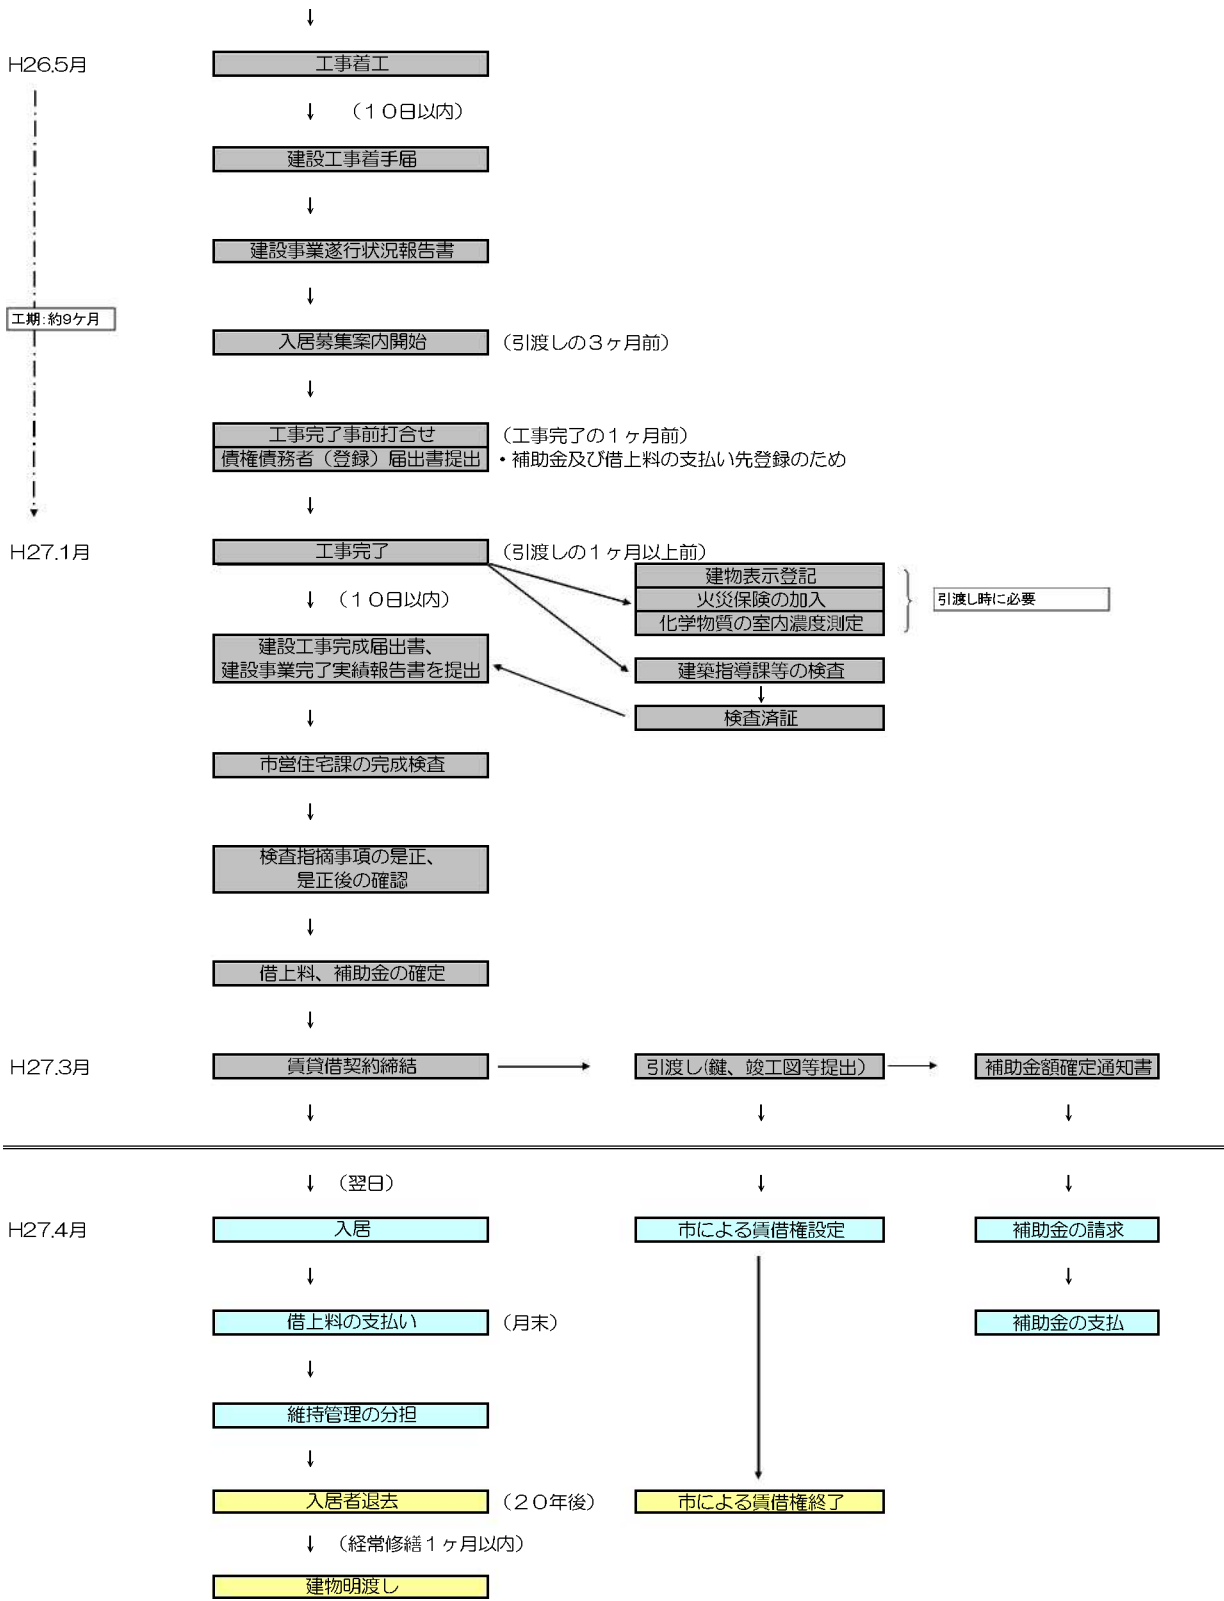 ↓
H26.5月
工事着工
↓ （１０日以内）
建設工事着手届
↓
建設事業遂行状況報告書
↓
工期：約9ケ月
入居募集案内開始
（引渡しの３ヶ月前）
↓
工事完了事前打合せ
（工事完了の１ヶ月前）
債権債務者（登録）届出書提出
・補助金及び借上料の支払い先登録のため
↓
H27.1月
工事完了
（引渡しの１ヶ月以上前）
建物表示登記
火災保険の加入
化学物質の室内濃度測定
引渡し時に必要
↓ （１０日以内）
建設工事完成届出書、
建設事業完了実績報告書を提出
建築指導課等の検査
↓
検査済証
↓
市営住宅課の完成検査
↓
検査指摘事項の是正、
是正後の確認
↓
借上料、補助金の確定
↓
H27.3月
賃貸借契約締結
引渡し（鍵、竣工図等提出）
補助金額確定通知書
↓ ↓ ↓
↓ （翌日） ↓ ↓
H27.4月
入居
市による賃借権設定
補助金の請求
↓ ↓
借上料の支払い
（月末）
補助金の支払
↓
維持管理の分担
↓
入居者退去
（２０年後）
市による賃借権終了
↓ （経常修繕１ヶ月以内）
建物明渡し